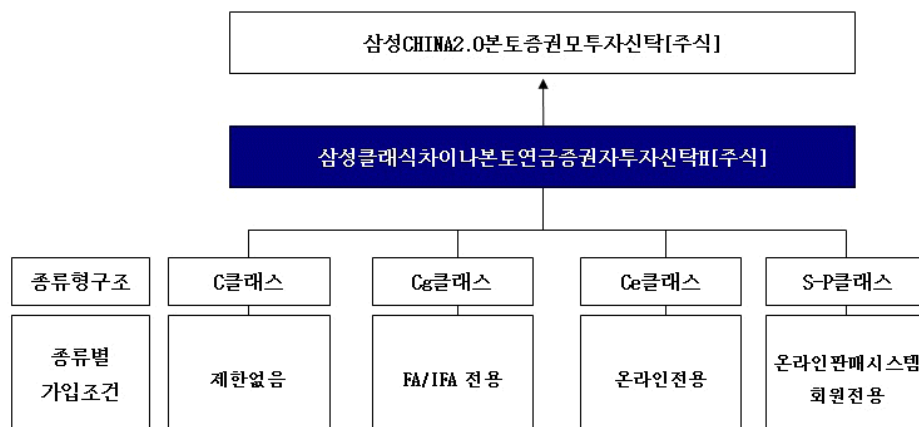 삼성CHINA2.0본토증권모투자신탁[주식]
삼성클래식차이나본토연금증권자투자신탁Ⅱ[주식]
종류형구조
C클래스
Cg클래스
Ce클래스
S-P클래스
종류별
가입조건
제한없음
FA/IFA 전용
온라인전용
온라인판매시스템
회원전용